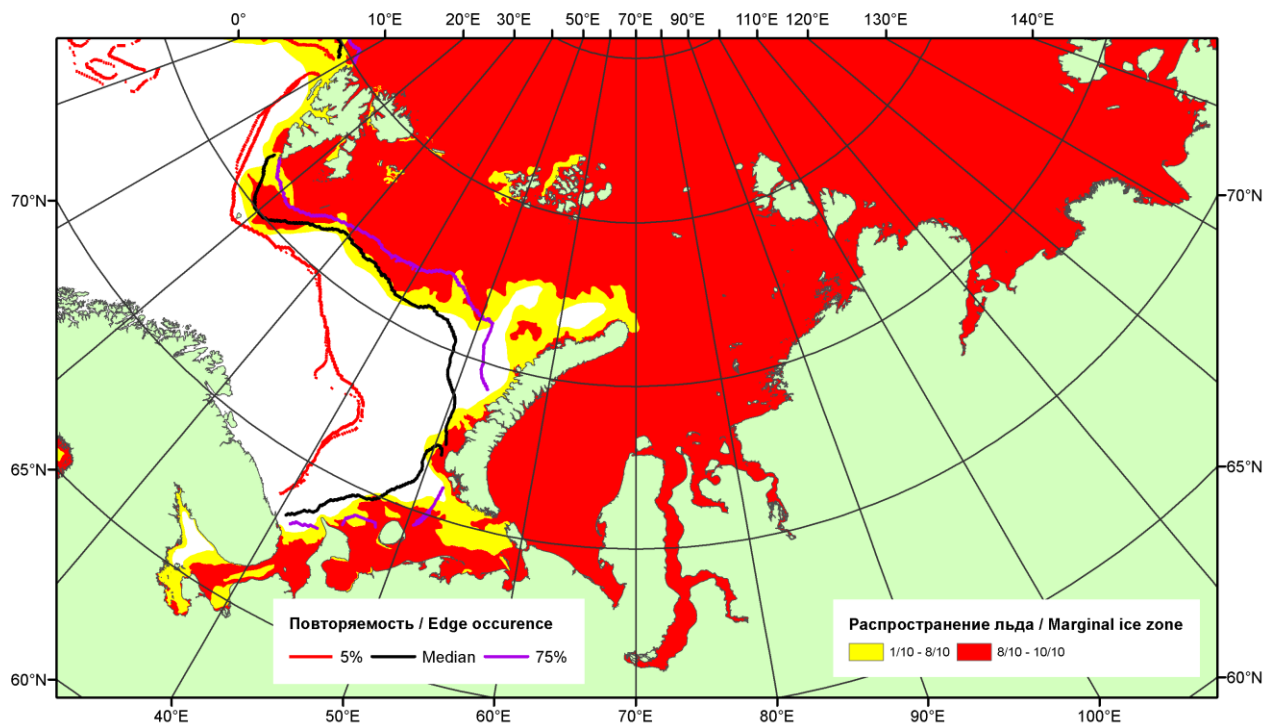 0° 10°E 20°E 30°E 50°E 70°E 90°E 110°E 120°E 130°E 140°E
70°N 70°N
65°N 65°N
60°N 60°N
Повторяемость / Edge occurence
5% Median 75%
Распространение льда / Marginal ice zone
1/10 - 8/10 8/10 - 10/10
40°E 50°E 60°E 70°E 80°E 90°E 100°E